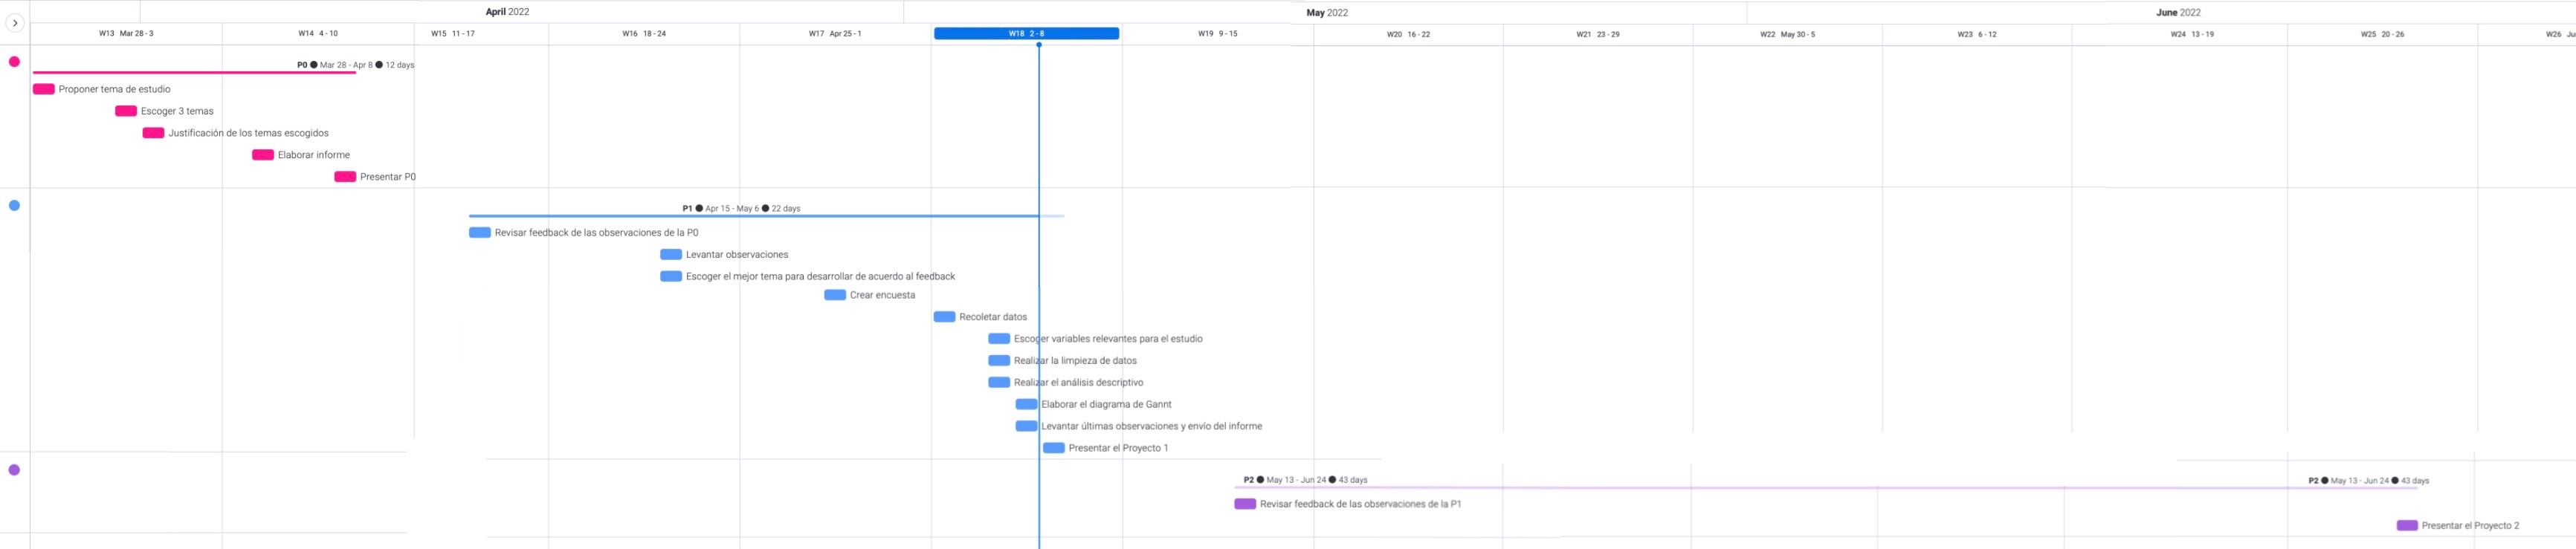 April 2022 May 2022 June 2022
W13 Mar 28 - 3 W14 4 - 10 W15 11 - 17 W16 18 - 24 W17 Apr 25 - 1 W18 2 - 8 W19 9 - 15 W20 16 - 22 W21 23 - 29 W22 May 30 - 5 W23 6 - 12 W24 13 - 19 W25 20 - 26 W26 Ju
P0 ● Mar 28 - Apr 8 ● 12 days
Proponer tema de estudio
Escoger 3 temas
Justificación de los temas escogidos
Elaborar informe
Presentar P0
P1 ● Apr 15 - May 6 ● 22 days
Revisar feedback de las observaciones de la P0
Levantar observaciones
Escoger el mejor tema para desarrollar de acuerdo al feedback
Crear encuesta
Recoletar datos
Escoger variables relevantes para el estudio
Realizar la limpieza de datos
Realizar el análisis descriptivo
Elaborar el diagrama de Gannt
Levantar últimas observaciones y envío del informe
Presentar el Proyecto 1
P2 ● May 13 - Jun 24 ● 43 days P2 ● May 13 - Jun 24 ● 43 days
Revisar feedback de las observaciones de la P1
Presentar el Proyecto 2